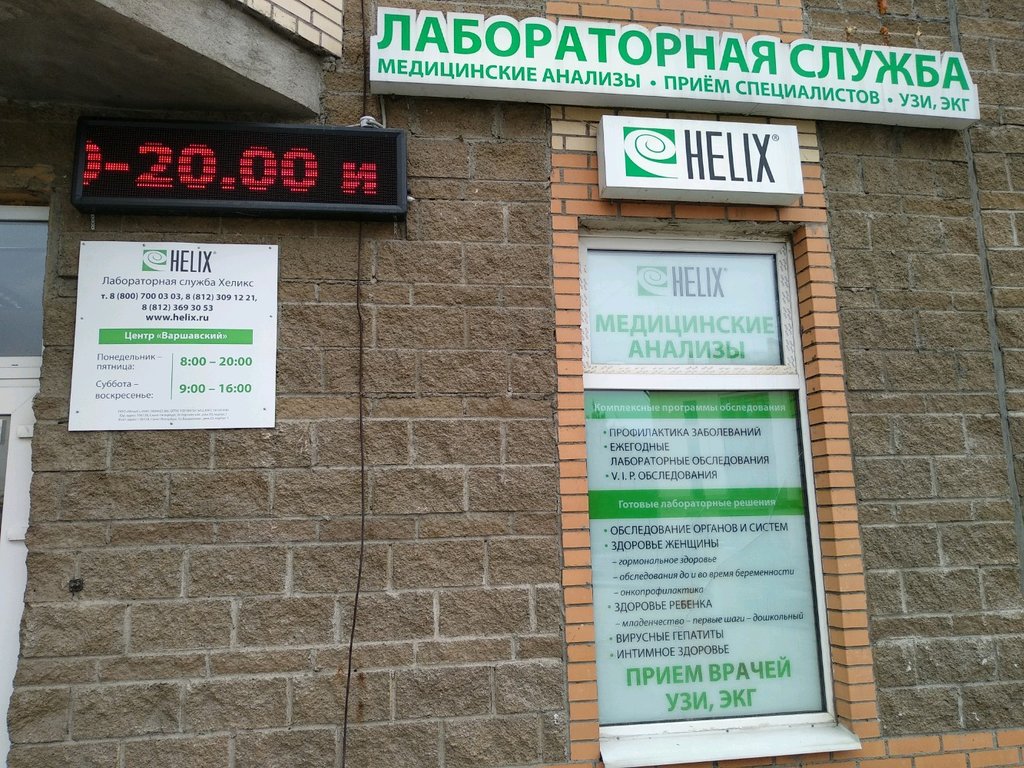 ЛАБОРАТОРНАЯ СЛУЖБА
МЕДИЦИНСКИЕ АНАЛИЗЫ • ПРИЁМ СПЕЦИАЛИСТОВ • УЗИ, ЭКГ
-20.00 и
HELIX®
HELIX®
Лабораторная служба Хеликс
т. 8 (800) 700 03 03, 8 (812) 309 12 21,
8 (812) 369 30 53
www.helix.ru
Центр «Варшавский»
Понедельник –
пятница:
8:00 – 20:00
Суббота –
воскресенье:
9:00 – 16:00
HELIX®
МЕДИЦИНСКИЕ
АНАЛИЗЫ
Комплексные программы обследования
• ПРОФИЛАКТИКА ЗАБОЛЕВАНИЙ
• ЕЖЕГОДНЫЕ
ЛАБОРАТОРНЫЕ ОБСЛЕДОВАНИЯ
• V. I. P. ОБСЛЕДОВАНИЯ
Готовые лабораторные решения
• ОБСЛЕДОВАНИЕ ОРГАНОВ И СИСТЕМ
• ЗДОРОВЬЕ ЖЕНЩИНЫ
– гормональное здоровье
– обследования до и во время беременности
– онкопрофилактика
• ЗДОРОВЬЕ РЕБЕНКА
– младенчество – первые шаги – дошкольный
• ВИРУСНЫЕ ГЕПАТИТЫ
• ИНТИМНОЕ ЗДОРОВЬЕ
ПРИЕМ ВРАЧЕЙ
УЗИ, ЭКГ